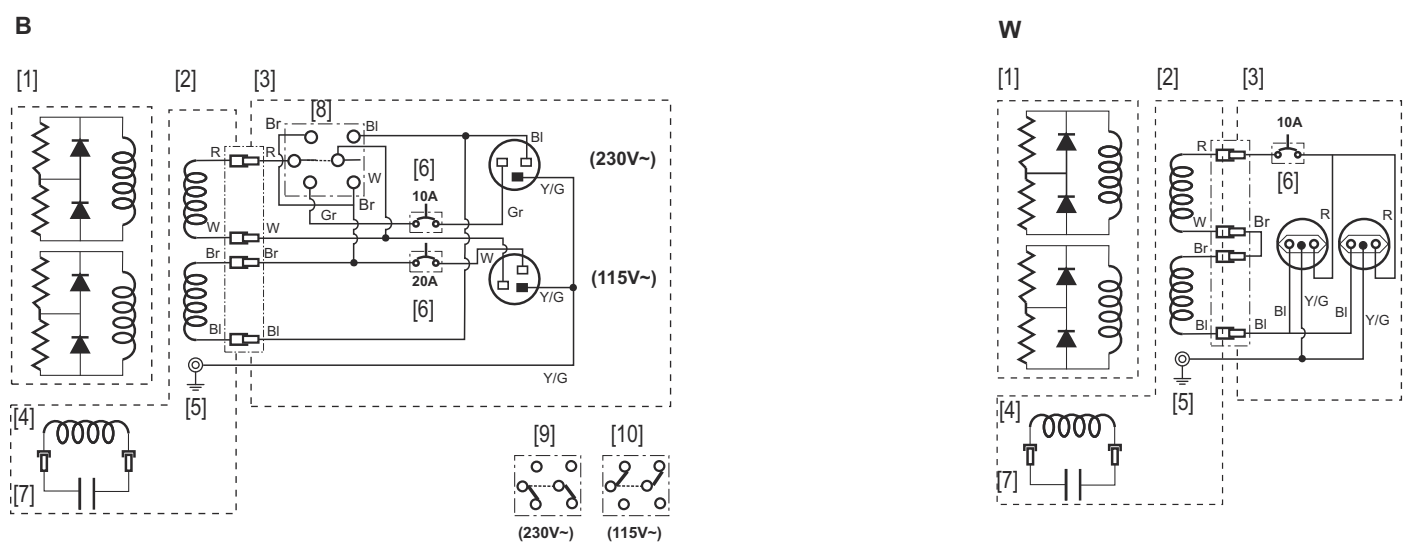 B
W
[1]
[2]
[3]
[8]
Br
Bl
Bl
R
R
W
[6]
10A
Br
Gr
Gr
Y/G
(230V~)
W
W
Br
Br
W
20A
[6]
Y/G
(115V~)
Bl
Bl
Y/G
[5]
[4]
[7]
[9]
[10]
(230V~)
(115V~)
[1]
[2]
[3]
10A
R
[6]
W
Br
Br
R
R
Bl
Bl
Bl
Y/G
Bl
Y/G
[5]
[4]
[7]